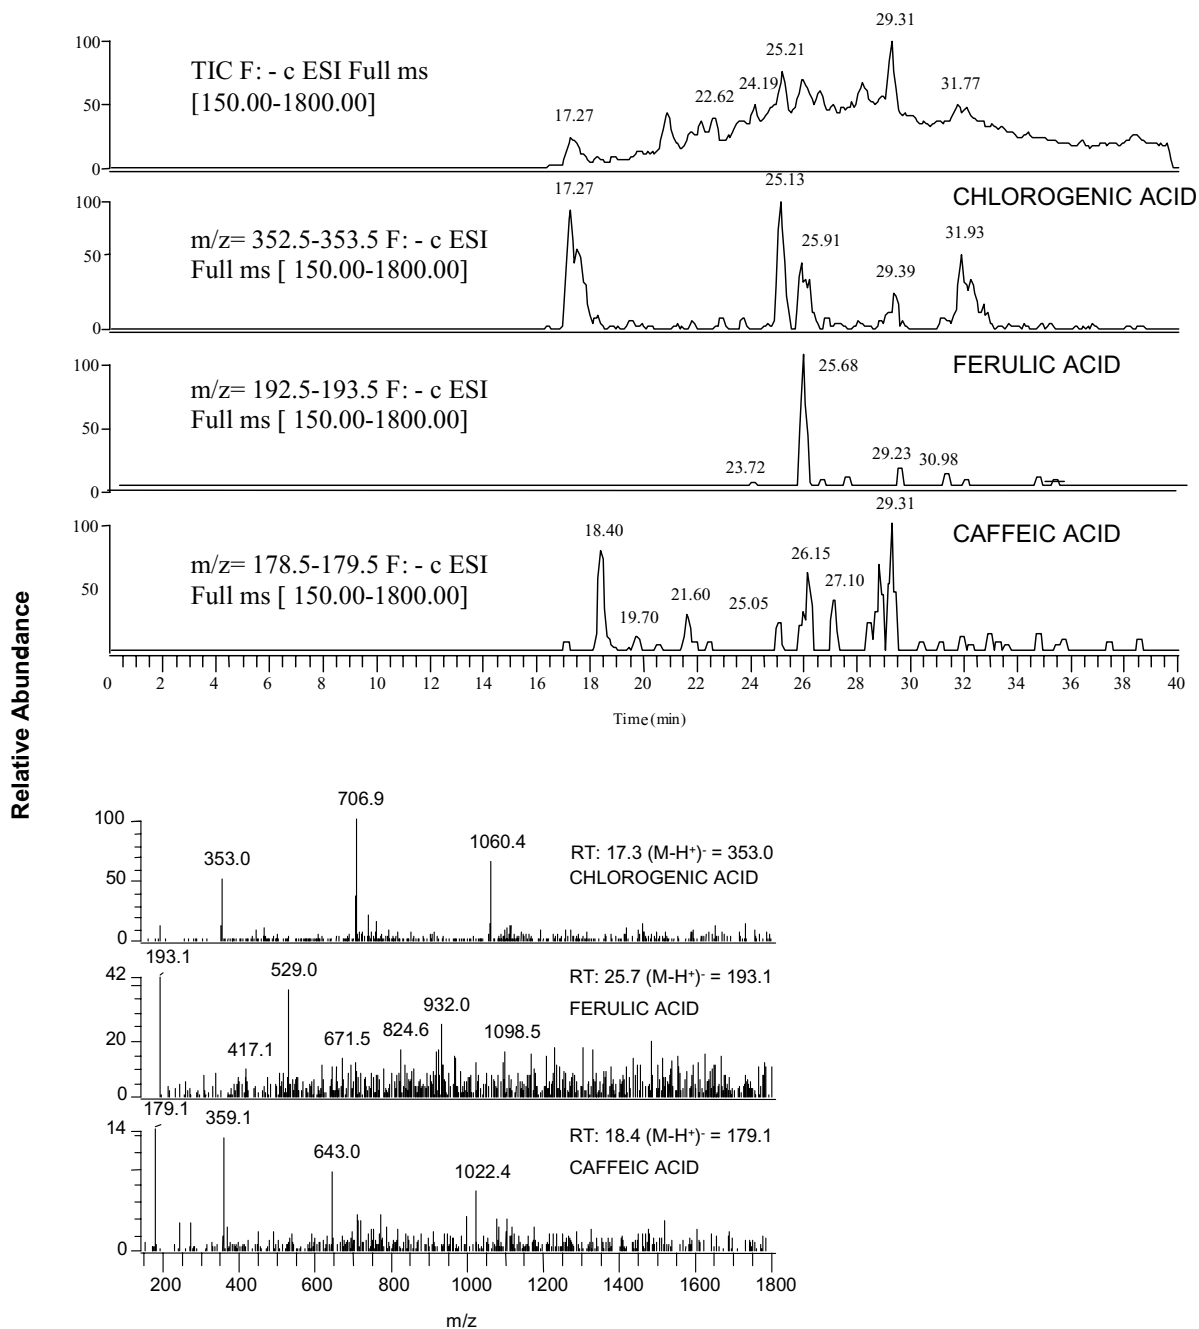 29.31
100
25.21
TIC F: - c ESI Full ms
24.19
31.77
22.62
[150.00-1800.00]
50
17.27
0
25.13
17.27
CHLOROGENIC ACID
100
31.93
m/z= 352.5-353.5 F: - c ESI
25.91
50
Full ms [ 150.00-1800.00]
29.39
0
FERULIC ACID
100
25.68
m/z= 192.5-193.5 F: - c ESI
Full ms [ 150.00-1800.00]
50
23.72
29.23
30.98
0
29.31
100
18.40
CAFFEIC ACID
26.15
m/z= 178.5-179.5 F: - c ESI
27.10
50
Full ms [ 150.00-1800.00]
21.60
25.05
19.70
0
0 2 4 6 8 10 12 14 16 18 20 22 24 26 28 30 32 34 36 38 40
Time (min)
Relative Abundance
706.9
100
1060.4
353.0
RT: 17.3 (M-H⁺)⁻ = 353.0
50
CHLOROGENIC ACID
0
193.1
42
529.0
RT: 25.7 (M-H⁺)⁻ = 193.1
932.0
FERULIC ACID
824.6
671.5
1098.5
20
417.1
0
179.1
359.1
14
RT: 18.4 (M-H⁺)⁻ = 179.1
643.0
1022.4
CAFFEIC ACID
0
200 400 600 800 1000 1200 1400 1600 1800
m/z